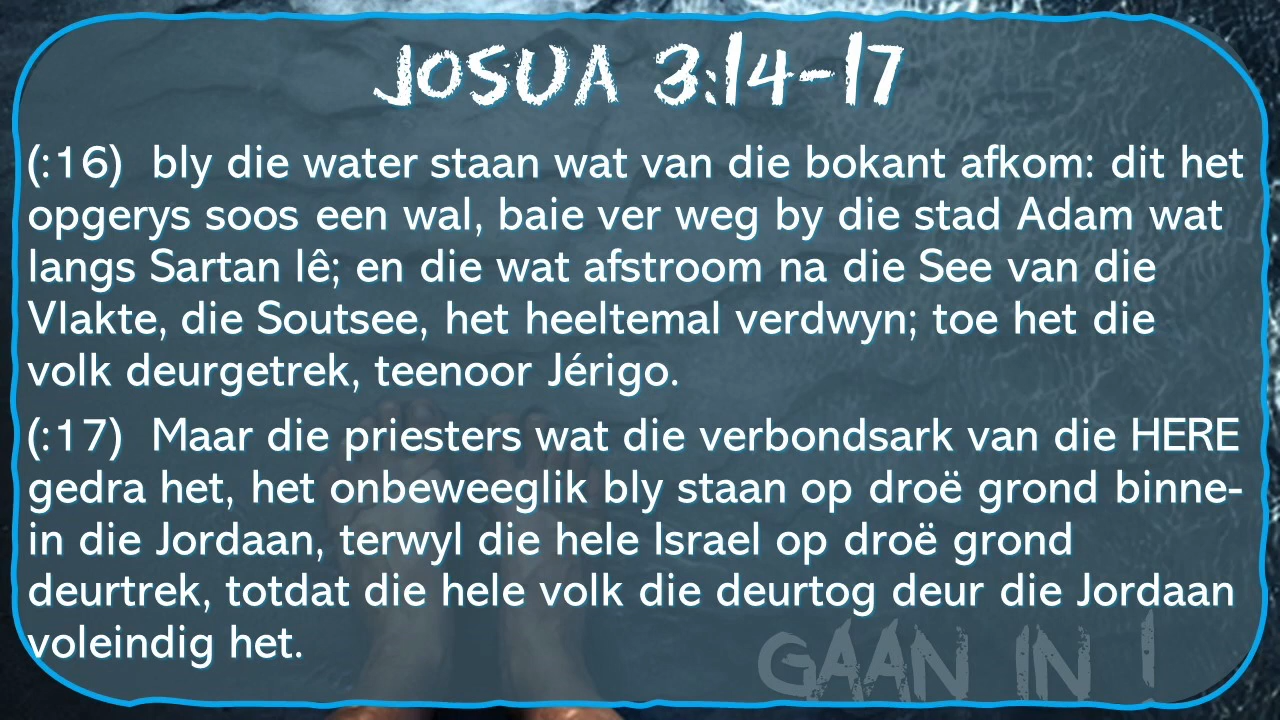 JOSUA 3:14-17
(:16) bly die water staan wat van die bokant afkom: dit het
opgerys soos een wal, baie ver weg by die stad Adam wat
langs Sartan lê; en die wat afstroom na die See van die
Vlakte, die Soutsee, het heeltemal verdwyn; toe het die
volk deurgetrek, teenoor Jérigo.
(:17) Maar die priesters wat die verbondsark van die HERE
gedra het, het onbeweeglik bly staan op droë grond binne-
in die Jordaan, terwyl die hele Israel op droë grond
deurtrek, totdat die hele volk die deurtog deur die Jordaan
voleindig het.
GAAN IN !